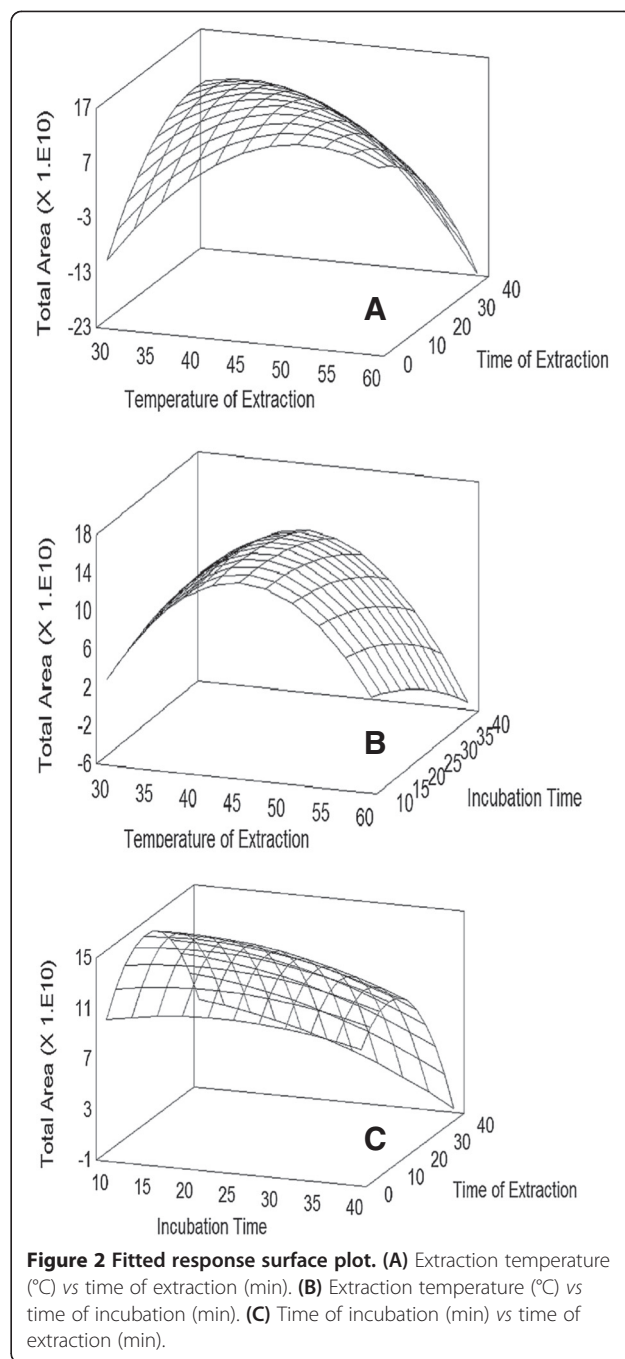 Total Area (X 1.E10)
17
7
-3
-13
-23
30 35 40 45 50 55 60
Temperature of Extraction
0 10 20 30 40
Time of Extraction
A
Total Area (X 1.E10)
18
14
10
6
2
-2
-6
30 35 40 45 50 55 60
Temperature of Extraction
10 15 20 25 30 35 40
Incubation Time
B
Total Area (X 1.E10)
15
11
7
3
-1
10 15 20 25 30 35 40
Incubation Time
0 10 20 30 40
Time of Extraction
C
Figure 2 Fitted response surface plot. (A) Extraction temperature
(°C) vs time of extraction (min). (B) Extraction temperature (°C) vs
time of incubation (min). (C) Time of incubation (min) vs time of
extraction (min).